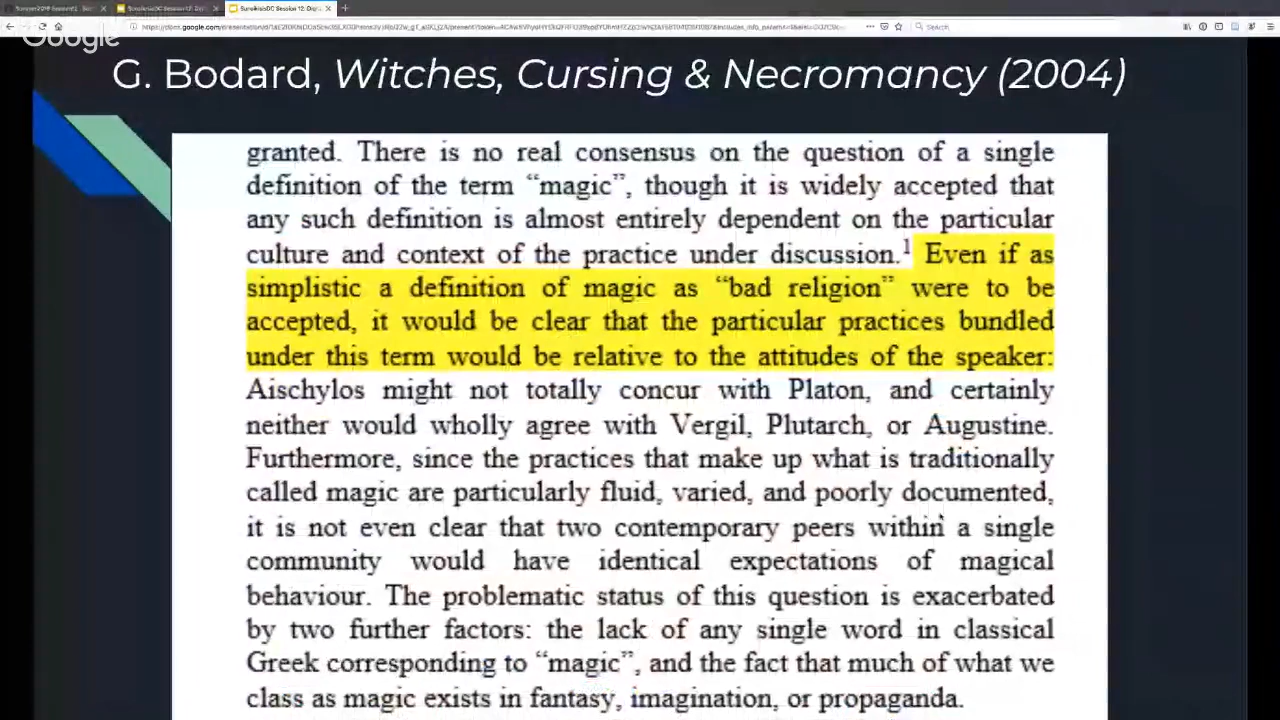 SunoikisisDC Session 12: Digi
Google
Search
G. Bodard, Witches, Cursing & Necromancy (2004)
granted. There is no real consensus on the question of a single
definition of the term “magic”, though it is widely accepted that
any such definition is almost entirely dependent on the particular
culture and context of the practice under discussion.1 Even if as
simplistic a definition of magic as “bad religion” were to be
accepted, it would be clear that the particular practices bundled
under this term would be relative to the attitudes of the speaker:
Aischylos might not totally concur with Platon, and certainly
neither would wholly agree with Vergil, Plutarch, or Augustine.
Furthermore, since the practices that make up what is traditionally
called magic are particularly fluid, varied, and poorly documented,
it is not even clear that two contemporary peers within a single
community would have identical expectations of magical
behaviour. The problematic status of this question is exacerbated
by two further factors: the lack of any single word in classical
Greek corresponding to “magic”, and the fact that much of what we
class as magic exists in fantasy, imagination, or propaganda.